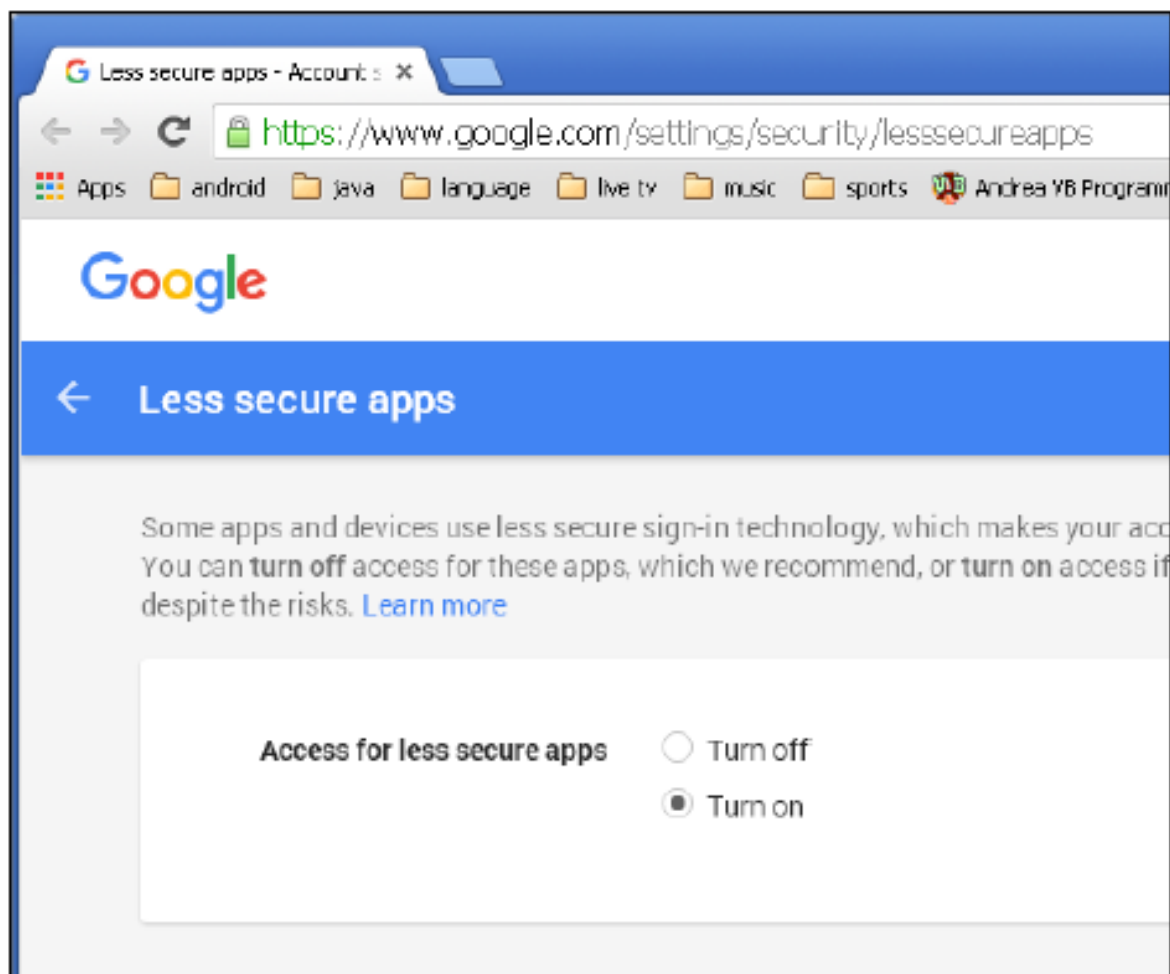 Less secure apps - Account s
https://www.google.com/settings/security/lesssecureapps
Apps android java language live tv music sports Andrea VB Programm
Google
Less secure apps
Some apps and devices use less secure sign-in technology, which makes your acc
You can turn off access for these apps, which we recommend, or turn on access if
despite the risks. Learn more
Access for less secure apps Turn off
Turn on